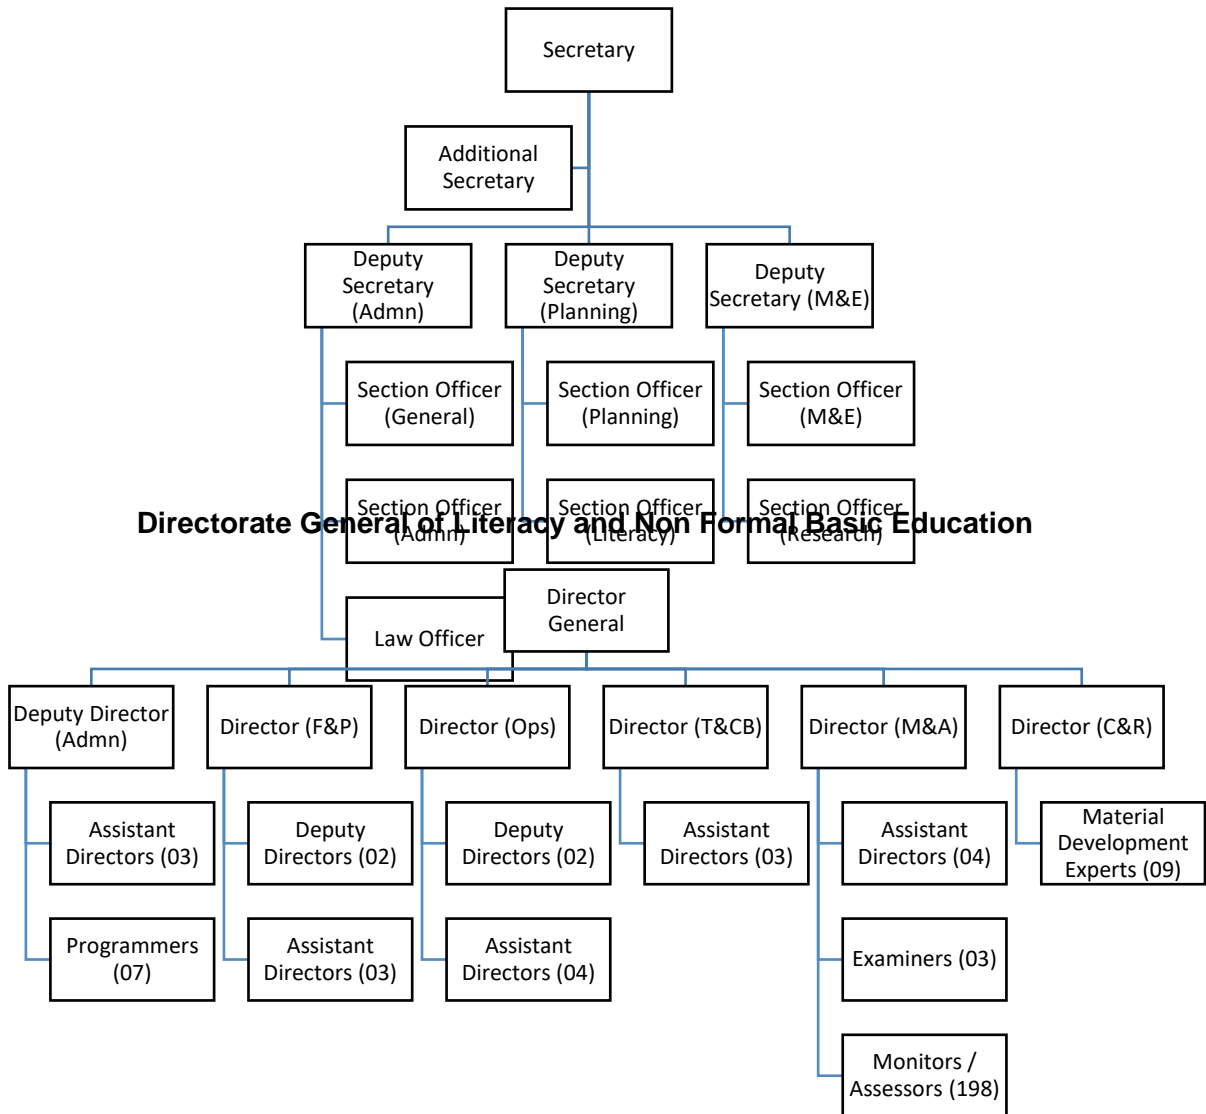 Secretary
Additional
Secretary
Deputy
Secretary
(Admn)
Deputy
Secretary
(Planning)
Deputy
Secretary (M&E)
Section Officer
(General)
Section Officer
(Planning)
Section Officer
(M&E)
Section Officer
(Admn)
Section Officer
(Literacy)
Section Officer
(Research)
Directorate General of Literacy and Non Formal Basic Education
Law Officer
Director
General
Deputy Director
(Admn)
Director (F&P)
Director (Ops)
Director (T&CB)
Director (M&A)
Director (C&R)
Assistant
Directors (03)
Deputy
Directors (02)
Deputy
Directors (02)
Assistant
Directors (03)
Assistant
Directors (04)
Material
Development
Experts (09)
Programmers
(07)
Assistant
Directors (03)
Assistant
Directors (04)
Examiners (03)
Monitors /
Assessors (198)